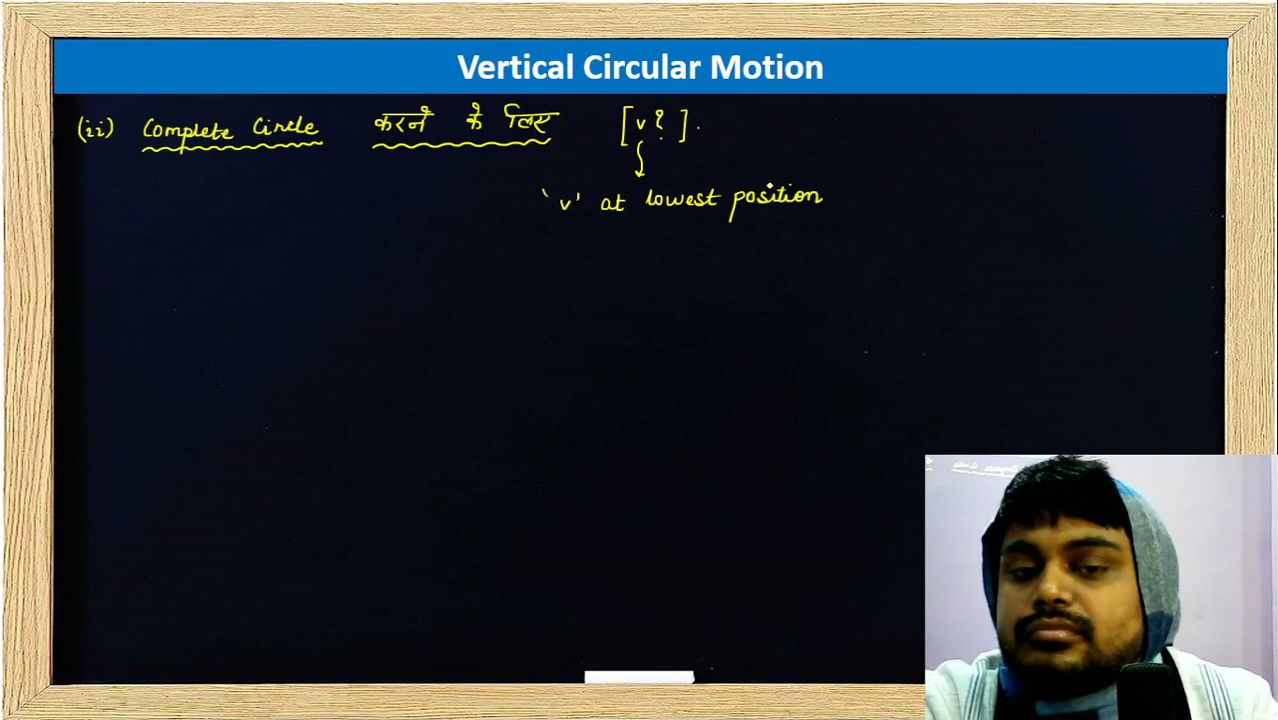 Vertical Circular Motion
(ii) Complete Circle करने के लिए [v?].
'v' at lowest position